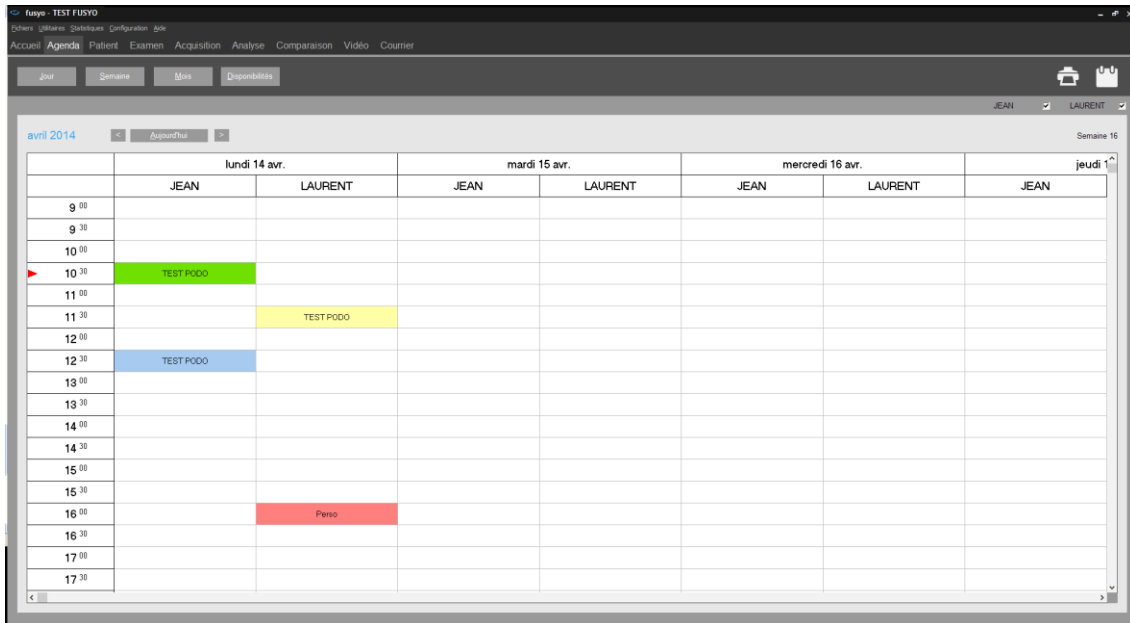 fusyo - TEST FUSYO
Fichiers Utilitaires Statistiques Configuration Aide
Accueil Agenda Patient Examen Acquisition Analyse Comparaison Vidéo Courrier
Jour Semaine Mois Disponibilités
JEAN LAURENT
avril 2014 < Aujourd'hui > Semaine 16
lundi 14 avr. mardi 15 avr. mercredi 16 avr. jeudi 1
JEAN LAURENT JEAN LAURENT JEAN LAURENT JEAN
9 00
9 30
10 00
10 30 TEST PODO
11 00
11 30 TEST PODO
12 00
12 30 TEST PODO
13 00
13 30
14 00
14 30
15 00
15 30
16 00 Perso
16 30
17 00
17 30